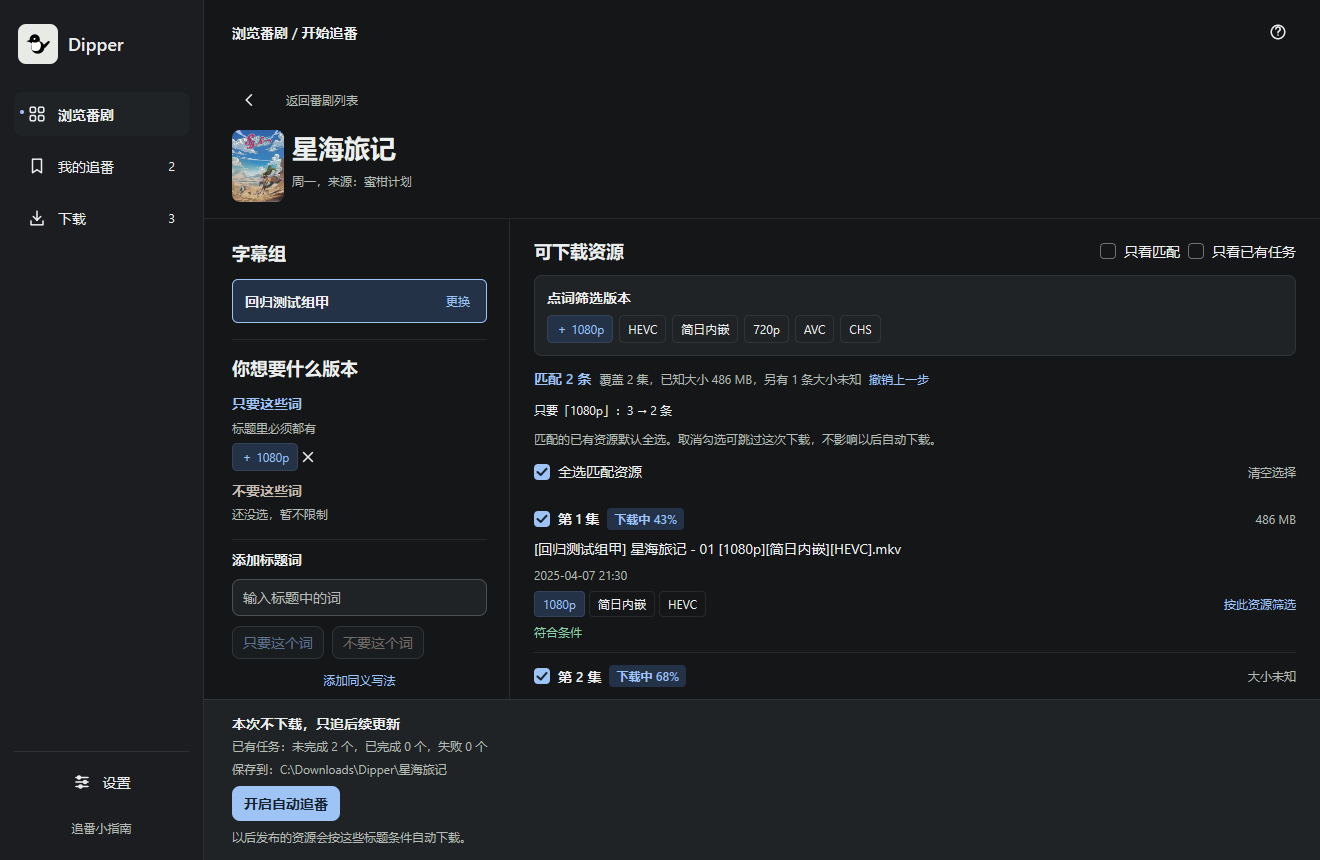 Dipper
浏览番剧
我的追番 2
下载 3
设置
追番小指南
浏览番剧 / 开始追番
返回番剧列表
星海旅记
周一，来源：蜜柑计划
字幕组
回归测试组甲 更换
你想要什么版本
只要这些词
标题里必须都有
+ 1080p
不要这些词
还没选，暂不限制
添加标题词
输入标题中的词
只要这个词 不要这个词
添加同义写法
可下载资源 只看匹配 只看已有任务
点词筛选版本
+ 1080p HEVC 简日内嵌 720p AVC CHS
匹配 2 条 覆盖 2 集，已知大小 486 MB，另有 1 条大小未知 撤销上一步
只要「1080p」：3 → 2 条
匹配的已有资源默认全选。取消勾选可跳过这次下载，不影响以后自动下载。
全选匹配资源 清空选择
第 1 集 下载中 43% 486 MB
[回归测试组甲] 星海旅记 - 01 [1080p][简日内嵌][HEVC].mkv
2025-04-07 21:30
1080p 简日内嵌 HEVC 按此资源筛选
符合条件
第 2 集 下载中 68% 大小未知
本次不下载，只追后续更新
已有任务：未完成 2 个，已完成 0 个，失败 0 个
保存到：C:\Downloads\Dipper\星海旅记
开启自动追番
以后发布的资源会按这些标题条件自动下载。